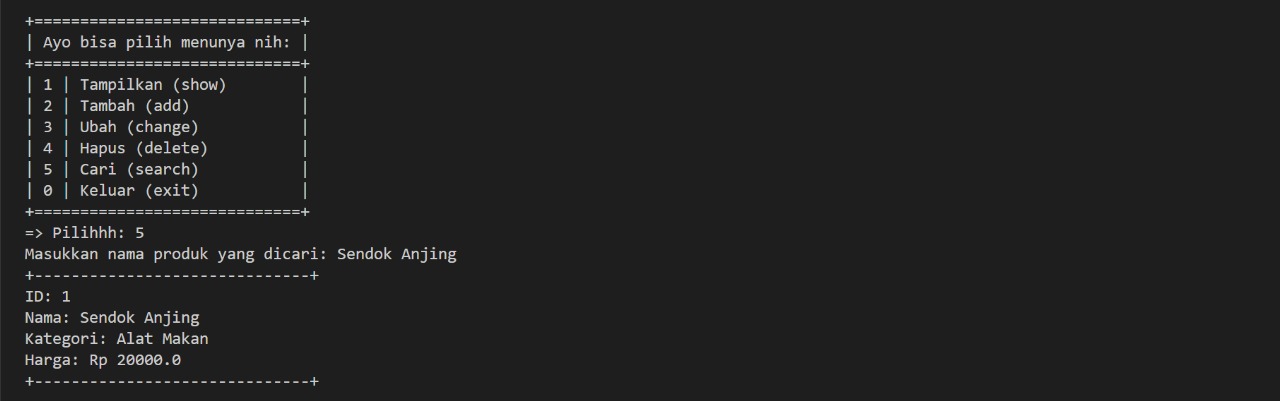 +=============================+
| Ayo bisa pilih menunya nih: |
+=============================+
| 1 | Tampilkan (show)        |
| 2 | Tambah (add)            |
| 3 | Ubah (change)           |
| 4 | Hapus (delete)          |
| 5 | Cari (search)           |
| 0 | Keluar (exit)           |
+=============================+
=> Pilihhh: 5
Masukkan nama produk yang dicari: Sendok Anjing
+------------------------------+
ID: 1
Nama: Sendok Anjing
Kategori: Alat Makan
Harga: Rp 20000.0
+------------------------------+